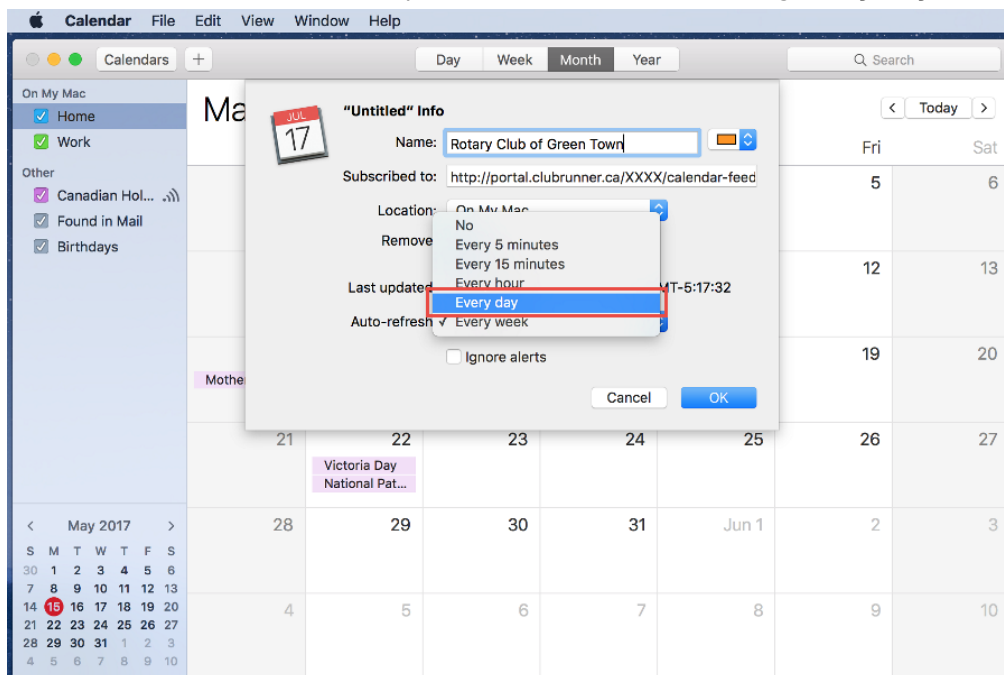 Calendar File Edit View Window Help
Calendars + Day Week Month Year Search
On My Mac
Home
Work
Other
Canadian Hol...
Found in Mail
Birthdays
Ma
< Today >
Fri Sat
JUL
17
"Untitled" Info
Name: Rotary Club of Green Town
Subscribed to: http://portal.clubrunner.ca/XXXX/calendar-feed
Location: On My Mac
Remove
No
Every 5 minutes
Every 15 minutes
Every hour
Last updated MT-5:17:32
Every day
Auto-refresh ✓ Every week
Ignore alerts
Cancel OK
5 6
12 13
19 20
Mothe
21 22 23 24 25 26 27
Victoria Day
National Pat...
28 29 30 31 Jun 1 2 3
4 5 6 7 8 9 10
< May 2017 >
S M T W T F S
30 1 2 3 4 5 6
7 8 9 10 11 12 13
14 15 16 17 18 19 20
21 22 23 24 25 26 27
28 29 30 31 1 2 3
4 5 6 7 8 9 10